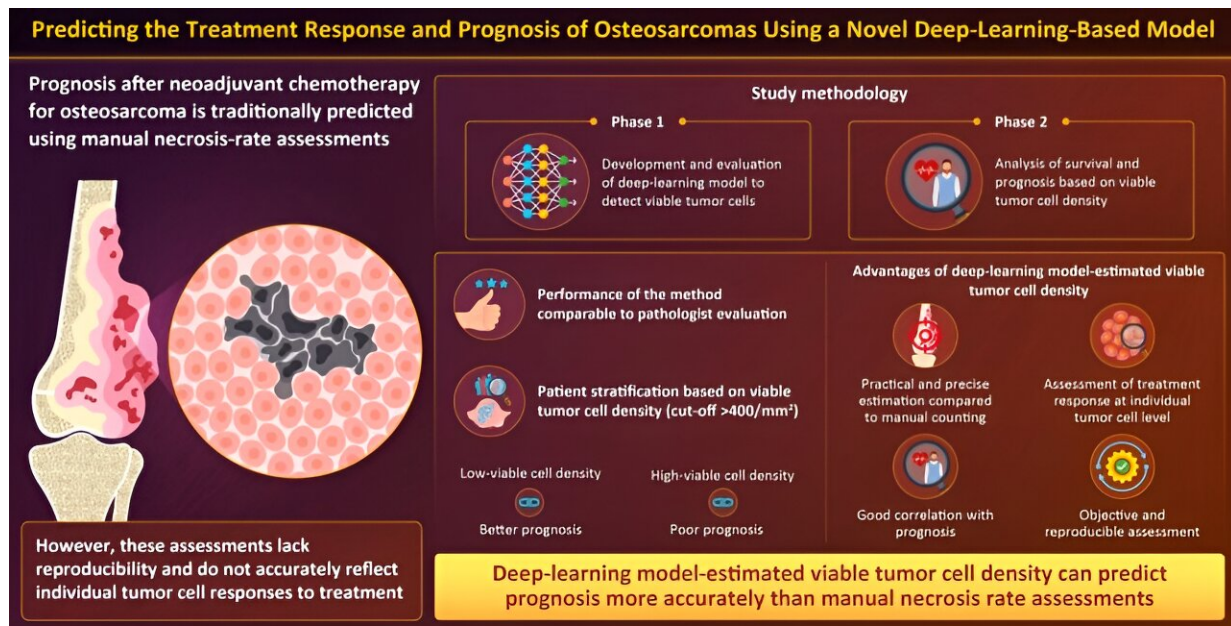 Predicting the Treatment Response and Prognosis of Osteosarcomas Using a Novel Deep-Learning-Based Model
Prognosis after neoadjuvant chemotherapy
for osteosarcoma is traditionally predicted
using manual necrosis-rate assessments
However, these assessments lack
reproducibility and do not accurately reflect
individual tumor cell responses to treatment
Study methodology
Phase 1
Development and evaluation
of deep-learning model to
detect viable tumor cells
Phase 2
Analysis of survival and
prognosis based on viable
tumor cell density
Performance of the method
comparable to pathologist evaluation
Patient stratification based on viable
tumor cell density (cut-off >400/mm²)
Low-viable cell density
Better prognosis
High-viable cell density
Poor prognosis
Advantages of deep-learning model-estimated viable
tumor cell density
Practical and precise
estimation compared
to manual counting
Assessment of treatment
response at individual
tumor cell level
Good correlation with
prognosis
Objective and
reproducible assessment
Deep-learning model-estimated viable tumor cell density can predict
prognosis more accurately than manual necrosis rate assessments